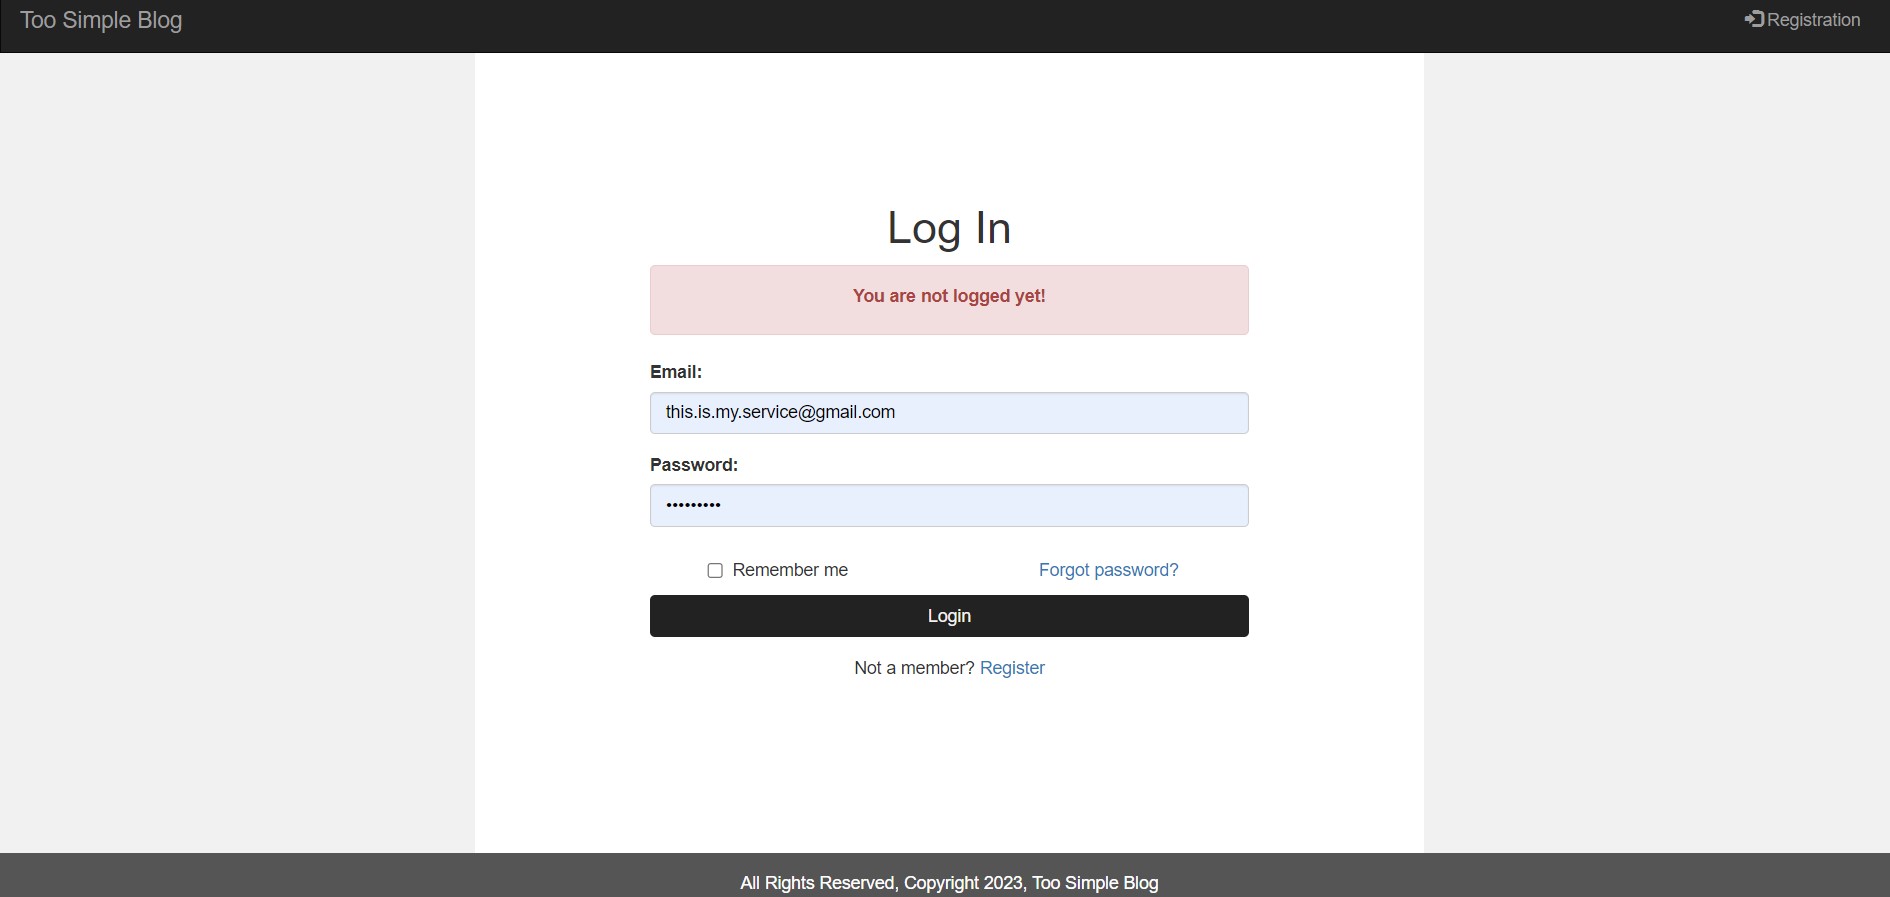 Too Simple Blog
Registration
Log In
You are not logged yet!
Email:
this.is.my.service@gmail.com
Password:
•••••••••
Remember me
Forgot password?
Login
Not a member? Register
All Rights Reserved, Copyright 2023, Too Simple Blog